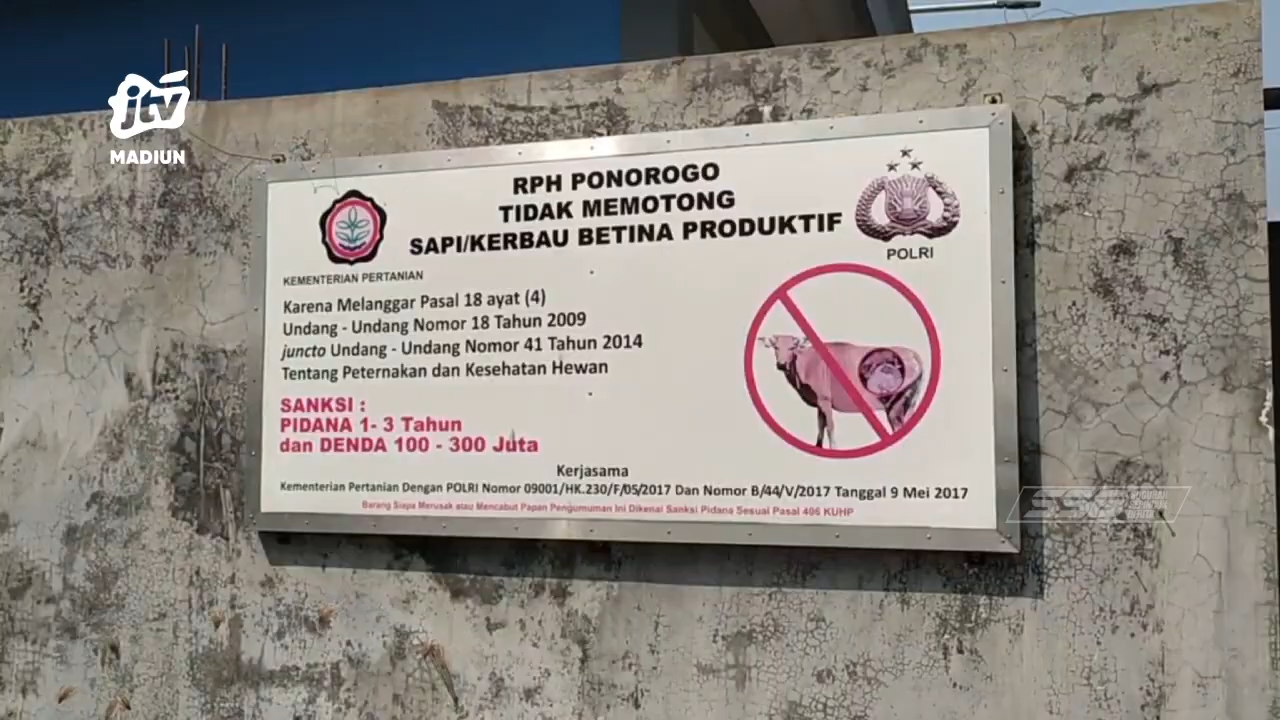 jtv
MADIUN
RPH PONOROGO
TIDAK MEMOTONG
SAPI/KERBAU BETINA PRODUKTIF
KEMENTERIAN PERTANIAN
POLRI
Karena Melanggar Pasal 18 ayat (4)
Undang - Undang Nomor 18 Tahun 2009
juncto Undang - Undang Nomor 41 Tahun 2014
Tentang Peternakan dan Kesehatan Hewan
SANKSI :
PIDANA 1- 3 Tahun
dan DENDA 100 - 300 Juta
Kerjasama
Kementerian Pertanian Dengan POLRI Nomor 09001/HK.230/F/05/2017 Dan Nomor B/44/V/2017 Tanggal 9 Mei 2017
Barang Siapa Merusak atau Mencabut Papan Pengumuman Ini Dikenai Sanksi Pidana Sesuai Pasal 406 KUHP